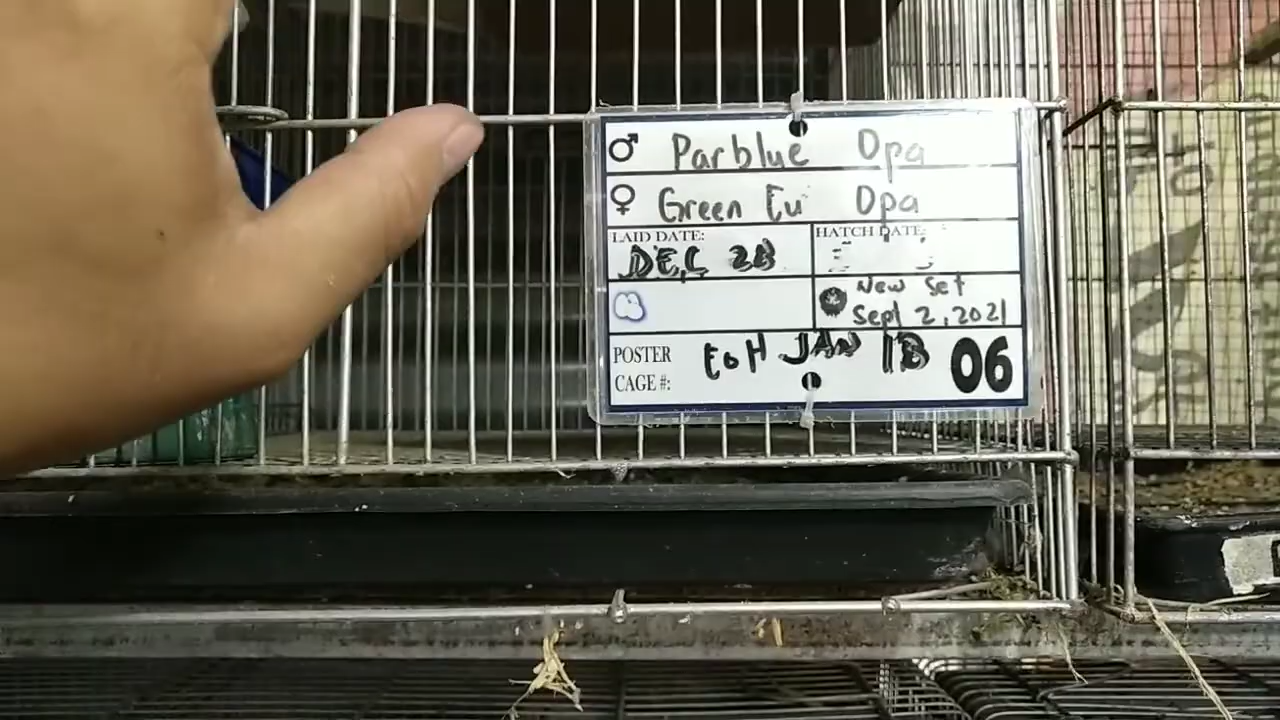 ♂ Parblue Opa
♀ Green Eu Opa
LAID DATE:
DEC 28
HATCH DATE:
New Set
Sept 2, 2021
POSTER
CAGE #:
EoH JAN 18
06